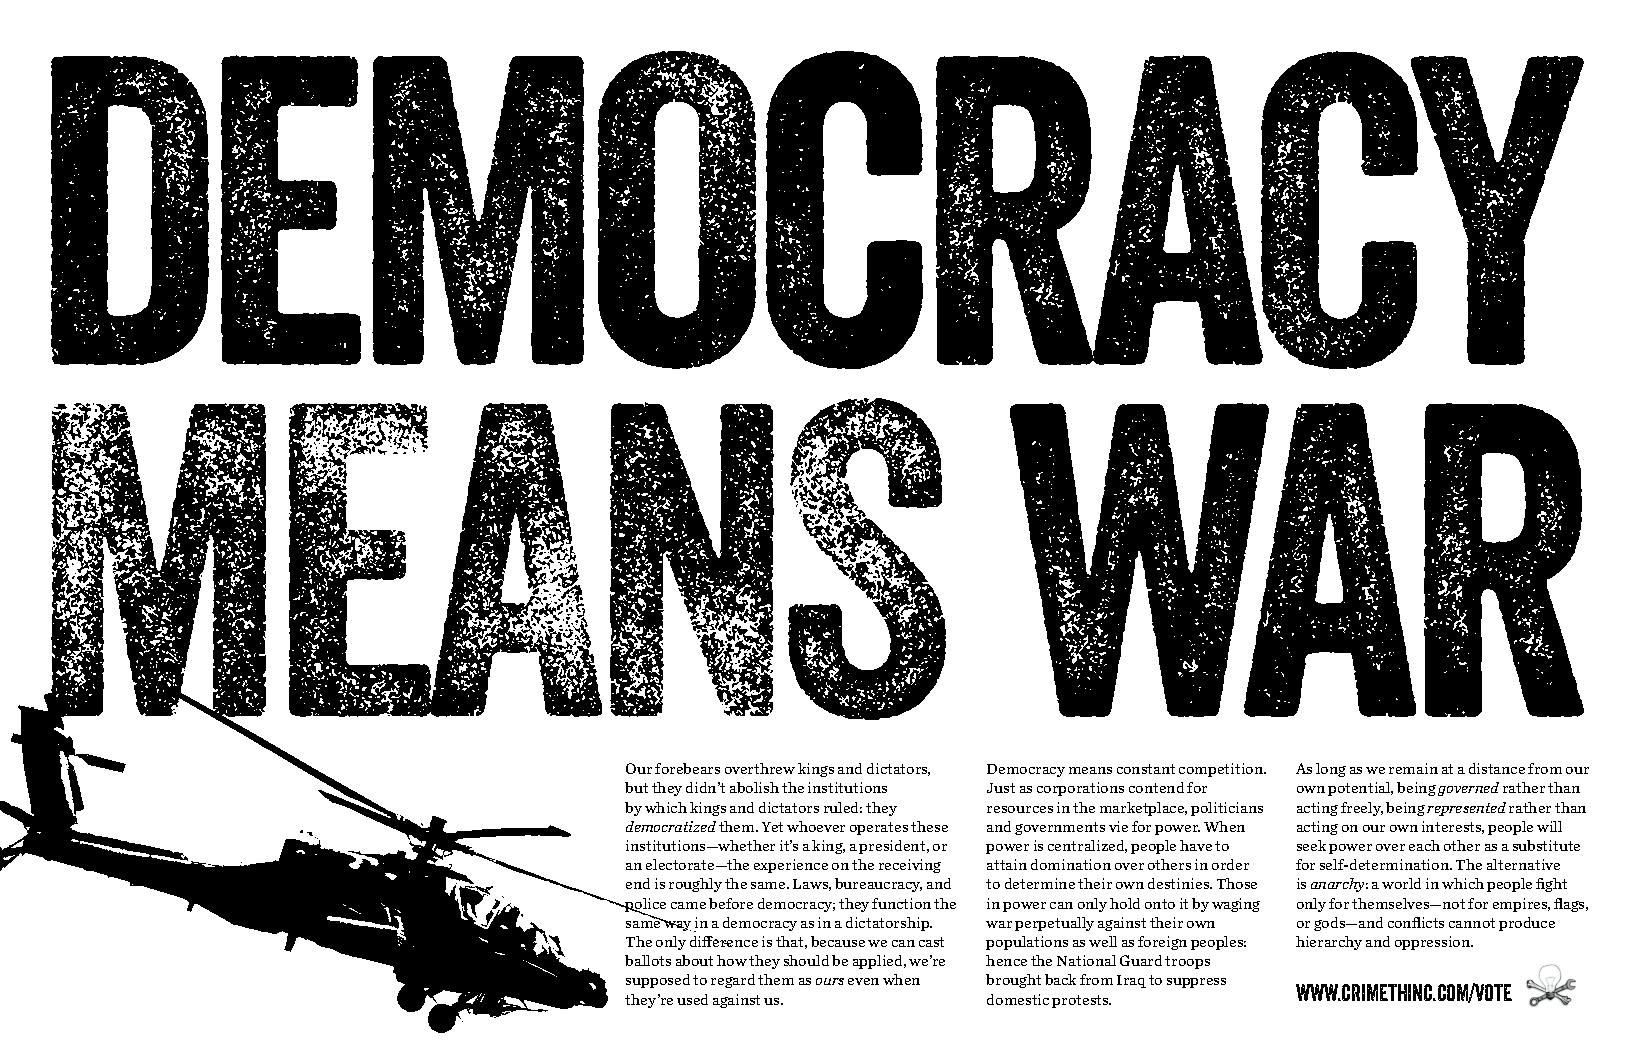 DEMOCRACY
MEANS WAR
Our forebears overthrew kings and dictators,
but they didn't abolish the institutions
by which kings and dictators ruled: they
democratized them. Yet whoever operates these
institutions—whether it's a king, a president, or
an electorate—the experience on the receiving
end is roughly the same. Laws, bureaucracy, and
police came before democracy; they function the
same way in a democracy as in a dictatorship.
The only difference is that, because we can cast
ballots about how they should be applied, we're
supposed to regard them as ours even when
they're used against us.
Democracy means constant competition.
Just as corporations contend for
resources in the marketplace, politicians
and governments vie for power. When
power is centralized, people have to
attain domination over others in order
to determine their own destinies. Those
in power can only hold onto it by waging
war perpetually against their own
populations as well as foreign peoples:
hence the National Guard troops
brought back from Iraq to suppress
domestic protests.
As long as we remain at a distance from our
own potential, being governed rather than
acting freely, being represented rather than
acting on our own interests, people will
seek power over each other as a substitute
for self-determination. The alternative
is anarchy: a world in which people fight
only for themselves—not for empires, flags,
or gods—and conflicts cannot produce
hierarchy and oppression.
WWW.CRIMETHINC.COM/VOTE